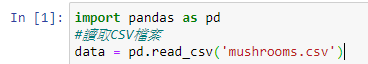 In [1]: import pandas as pd
#讀取CSV檔案
data = pd.read_csv('mushrooms.csv')